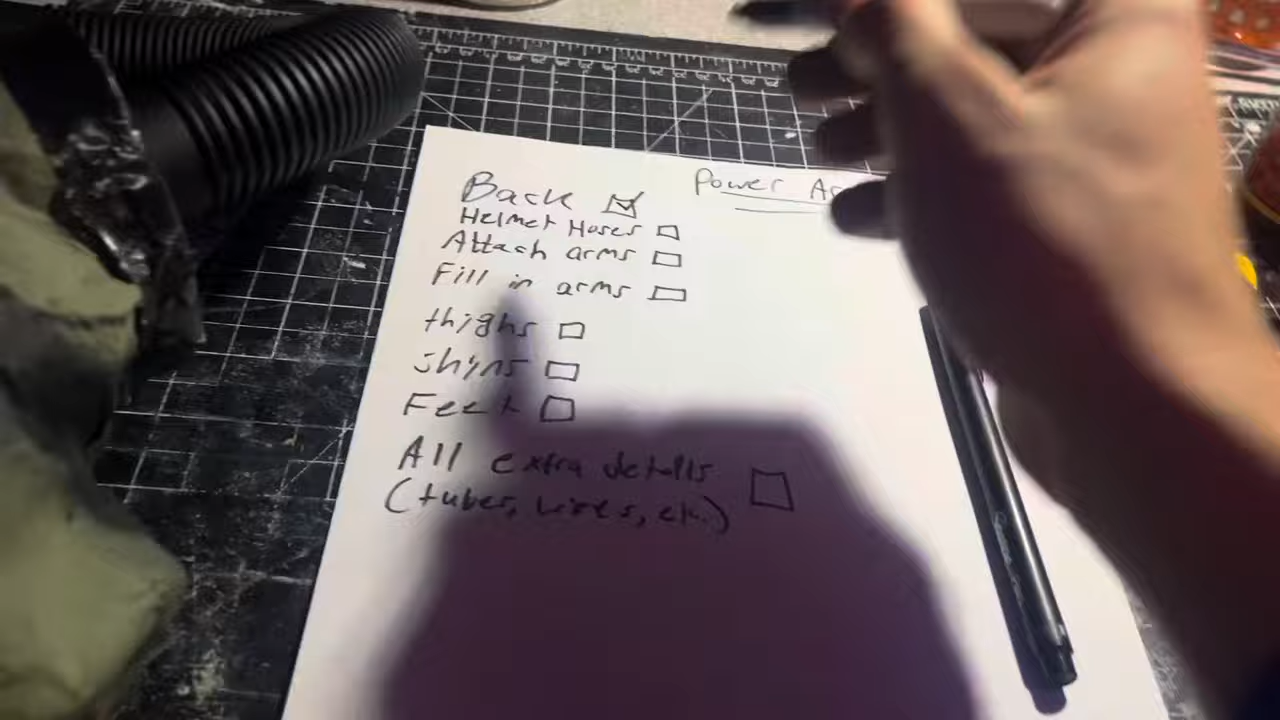 Power
Back
Helmet Hoses
Attach arms
Fill in arms
thighs
shins
Feet
All extra details
(tubes, wires, etc.)